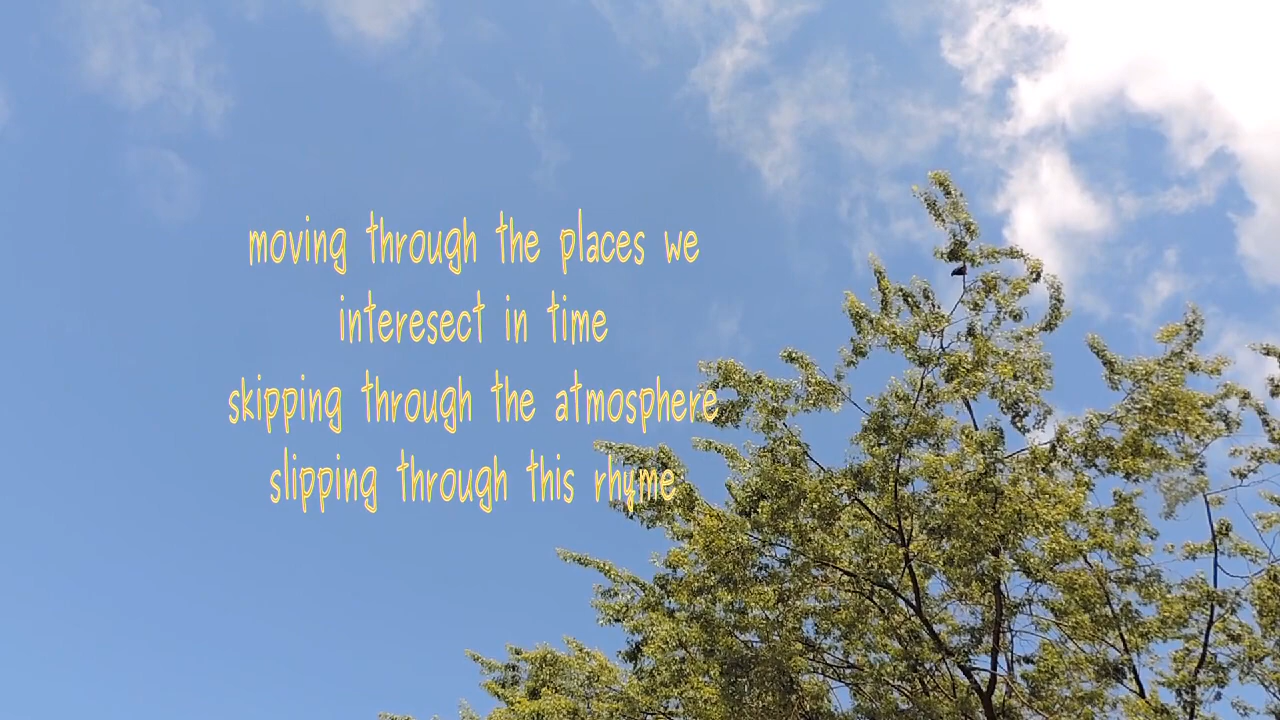 moving through the places we
interesect in time
skipping through the atmosphere
slipping through this rhyme